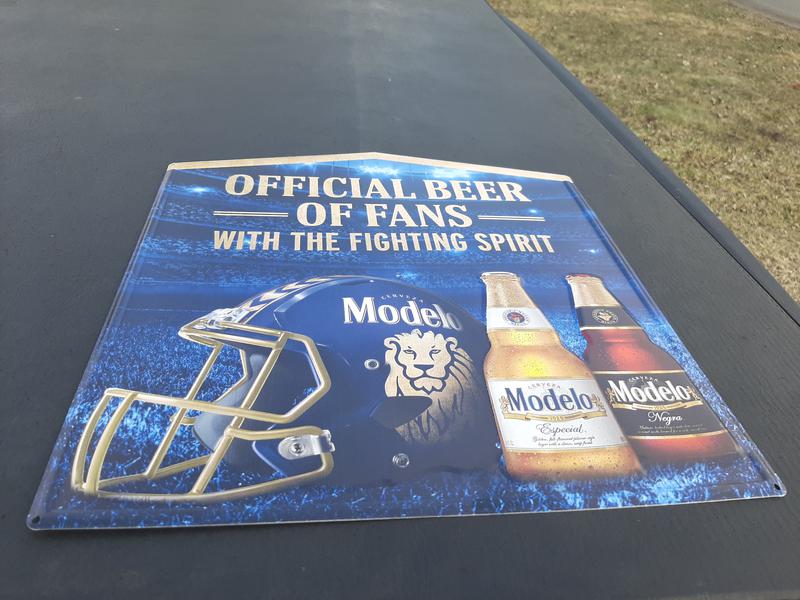 OFFICIAL BEER
OF FANS
WITH THE FIGHTING SPIRIT
CERVEZA
Modelo
CERVEZA
Modelo
Especial
CERVEZA
Modelo
Negra